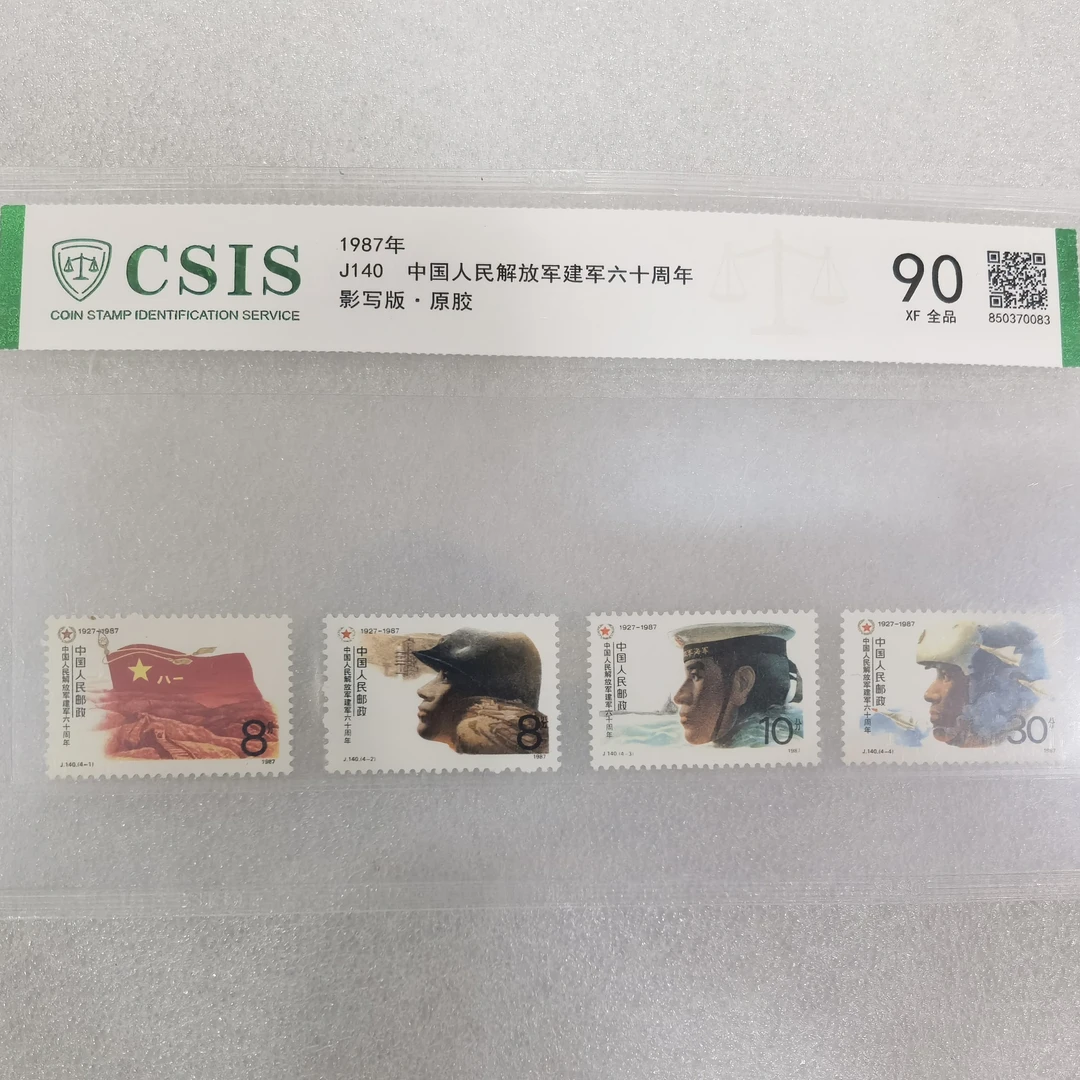 CSIS
COIN STAMP IDENTIFICATION SERVICE
1987年
J140 中国人民解放军建军六十周年
影写版·原胶
90
XF 全品
850370083
1927-1987
中国人民邮政
中国人民解放军建军六十周年
八一
8分
J.140.(4-1)
1987
1927-1987
中国人民邮政
中国人民解放军建军六十周年
8分
J.140.(4-2)
1987
1927-1987
中国人民邮政
中国人民解放军建军六十周年
海军
10分
J.140.(4-3)
1987
1927-1987
中国人民邮政
中国人民解放军建军六十周年
30分
J.140.(4-4)
1987